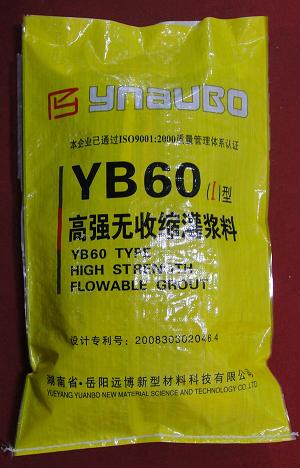 YNAUBO
本企业已通过ISO9001:2000质量管理体系认证
YB60(I)型
高强无收缩灌浆料
YB60 TYPE
HIGH STRENGTH
FLOWABLE GROUT
设计专利号:200830302046.4
湖南省·岳阳远博新型材料科技有限公司
YUEYANG YUANBO NEW MATERIAL SCIENCE AND TECHNOLOGY CO.,LTD